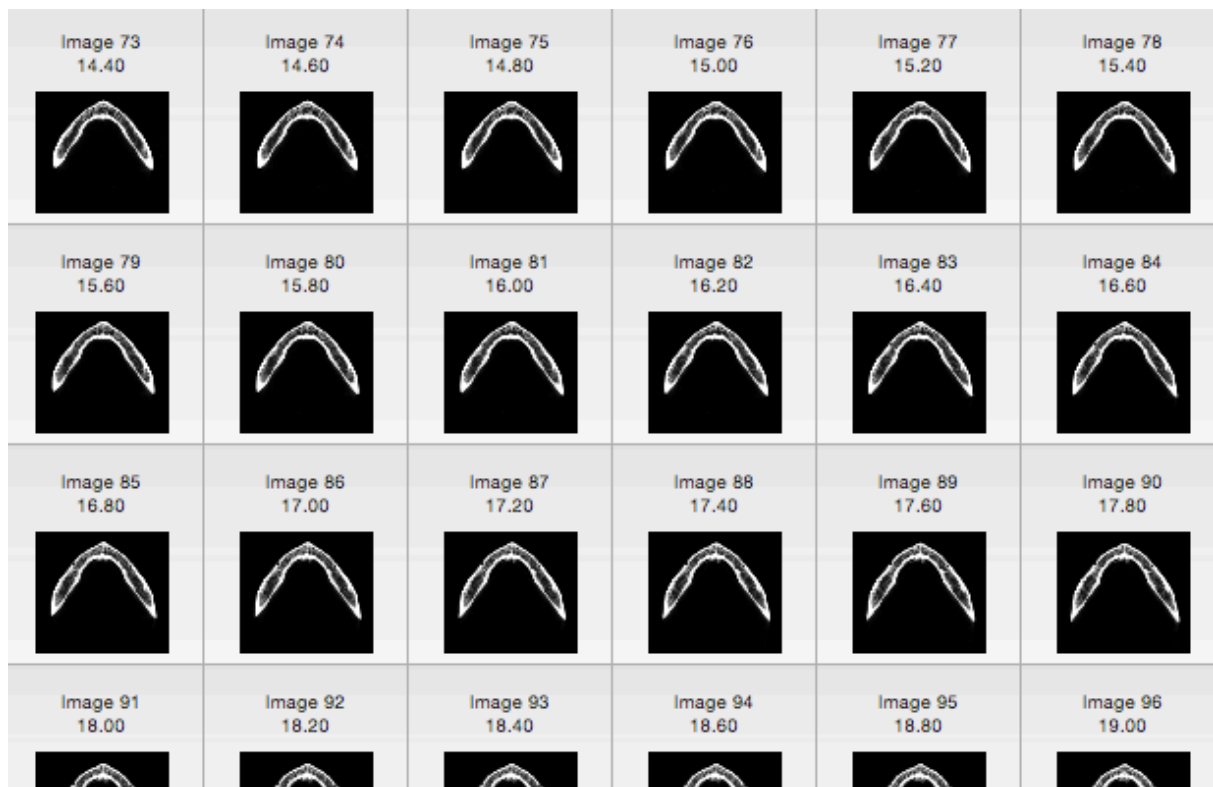 Image 73 Image 74 Image 75 Image 76 Image 77 Image 78
14.40 14.60 14.80 15.00 15.20 15.40
Image 79 Image 80 Image 81 Image 82 Image 83 Image 84
15.60 15.80 16.00 16.20 16.40 16.60
Image 85 Image 86 Image 87 Image 88 Image 89 Image 90
16.80 17.00 17.20 17.40 17.60 17.80
Image 91 Image 92 Image 93 Image 94 Image 95 Image 96
18.00 18.20 18.40 18.60 18.80 19.00